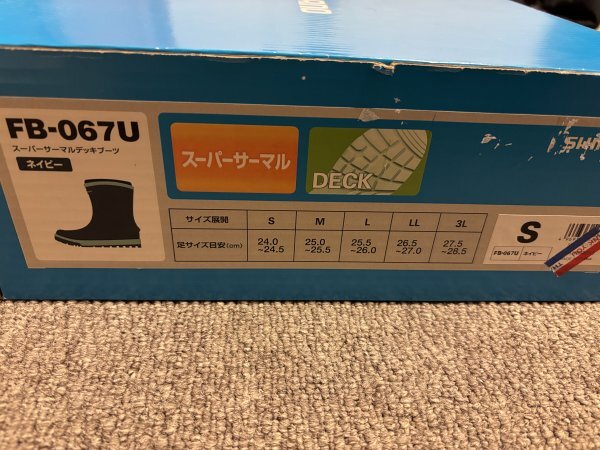 FB-067U
スーパーサーマルデッキブーツ
ネイビー
スーパーサーマル
DECK
サイズ展開 S M L LL 3L
足サイズ目安(cm) 24.0~24.5 25.0~25.5 25.5~26.0 26.5~27.0 27.5~28.5
S
FB-067U ネイビー